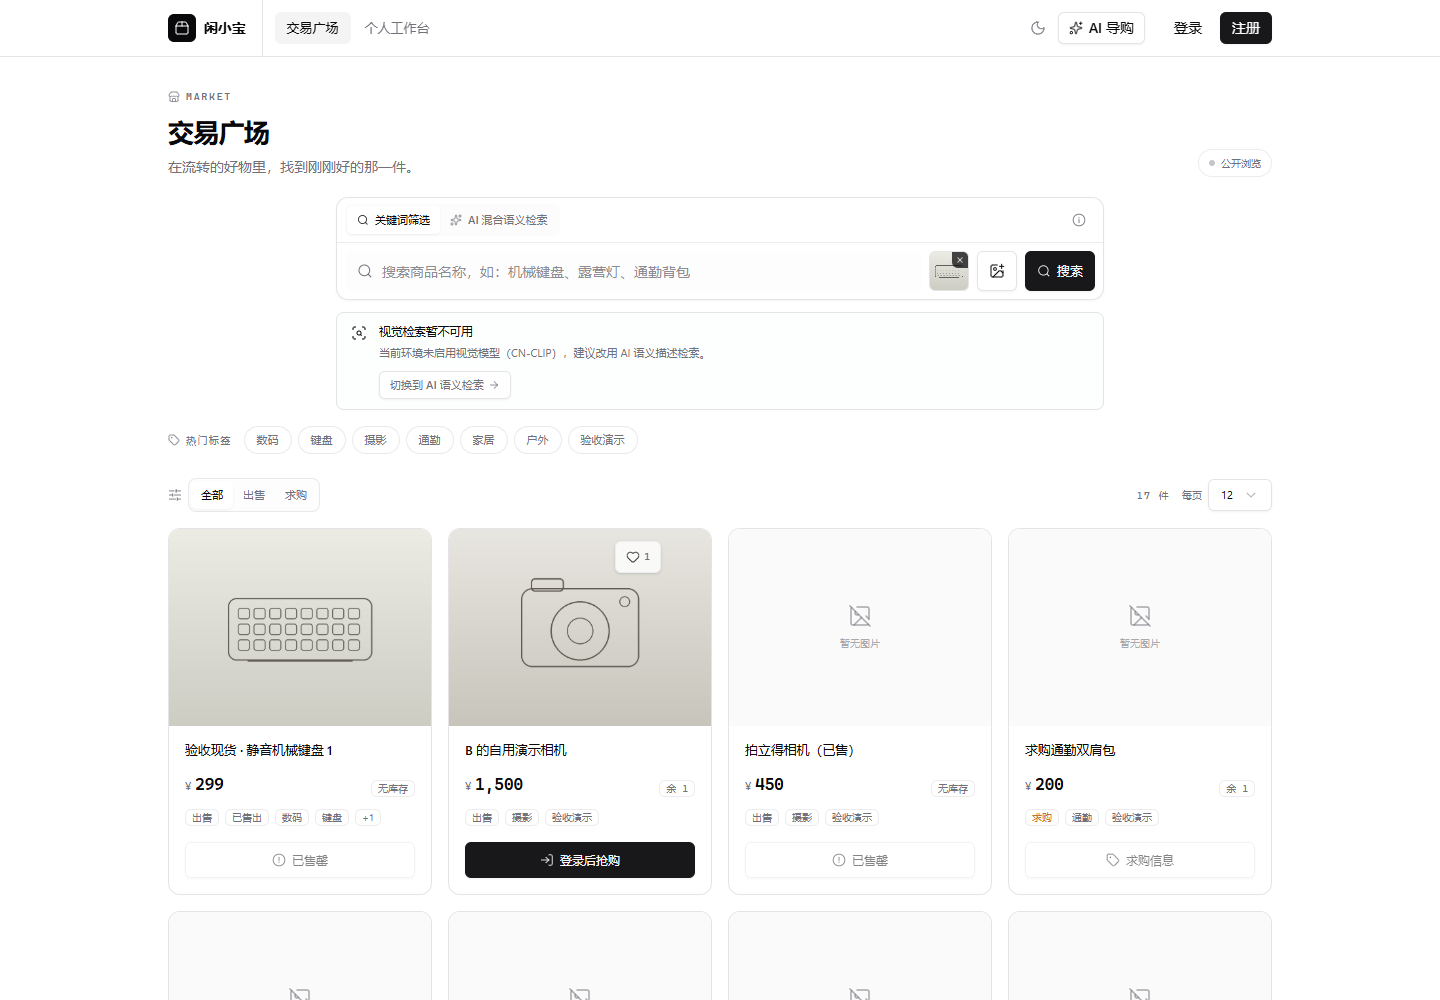 闲小宝
交易广场
个人工作台
AI 导购
登录
注册
MARKET
交易广场
在流转的好物里，找到刚刚好的那一件。
公开浏览
关键词筛选
AI 混合语义检索
搜索商品名称，如：机械键盘、露营灯、通勤背包
搜索
视觉检索暂不可用
当前环境未启用视觉模型（CN-CLIP），建议改用 AI 语义描述检索。
切换到 AI 语义检索
热门标签
数码
键盘
摄影
通勤
家居
户外
验收演示
全部
出售
求购
17 件
每页
12
1
暂无图片
暂无图片
验收现货 · 静音机械键盘 1
¥ 299
无库存
出售
已售出
数码
键盘
+1
已售罄
B 的自用演示相机
¥ 1,500
余 1
出售
摄影
验收演示
登录后抢购
拍立得相机（已售）
¥ 450
无库存
出售
摄影
验收演示
已售罄
求购通勤双肩包
¥ 200
余 1
求购
通勤
验收演示
求购信息